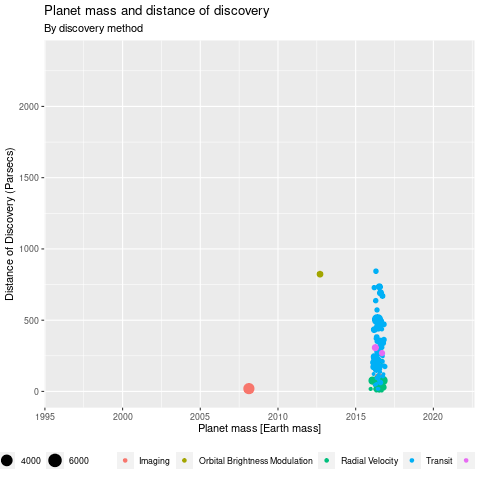 Planet mass and distance of discovery
By discovery method
Distance of Discovery (Parsecs)
2000
1500
1000
500
0
1995
2000
2005
2010
2015
2020
Planet mass [Earth mass]
4000
6000
Imaging
Orbital Brightness Modulation
Radial Velocity
Transit